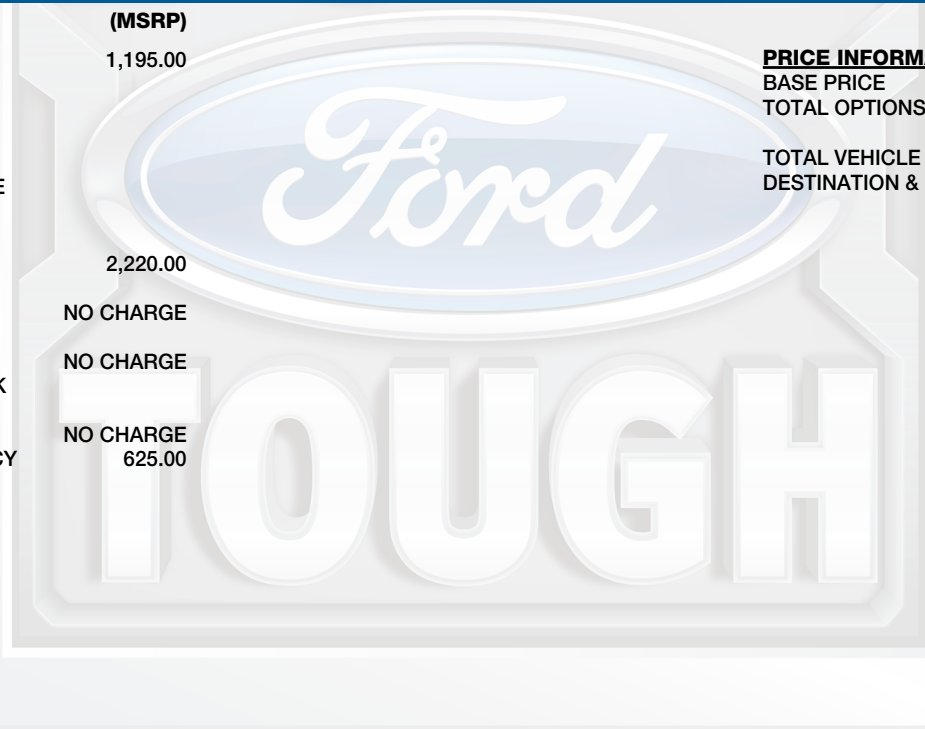 (MSRP)
1,195.00
E
2,220.00
NO CHARGE
NO CHARGE
K
NO CHARGE
CY 625.00
PRICE INFORMA
BASE PRICE
TOTAL OPTIONS
TOTAL VEHICLE
DESTINATION &
Ford
TOUGH